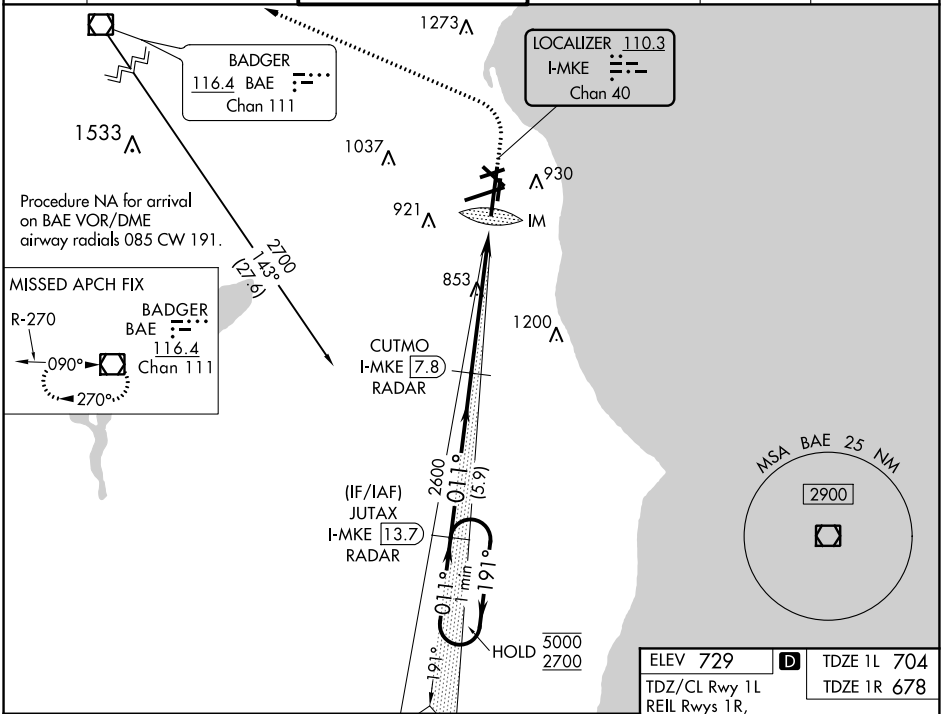 1273
BADGER
116.4 BAE
Chan 111
LOCALIZER 110.3
I-MKE
Chan 40
1533
1037
930
921
IM
Procedure NA for arrival
on BAE VOR/DME
airway radials 085 CW 191.
2700
143°
(27.6)
MISSED APCH FIX
R-270
BADGER
BAE
116.4
Chan 111
090°
270°
853
1200
CUTMO
I-MKE 7.8
RADAR
2600
011°
(5.9)
(IF/IAF)
JUTAX
I-MKE 13.7
RADAR
011°
1 min
191°
191°
HOLD 5000
2700
MSA BAE 25 NM
2900
ELEV 729 D TDZE 1L 704
TDZE 1R 678
TDZ/CL Rwy 1L
REIL Rwys 1R,